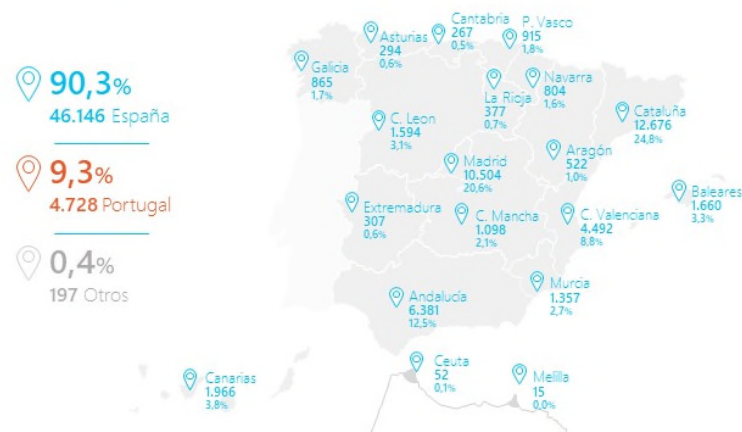 90,3%
46.146 España
9,3%
4.728 Portugal
0,4%
197 Otros
Galicia
865
1,7%
Asturias
294
0,6%
Cantabria
267
0,5%
P. Vasco
915
1,8%
La Rioja
377
0,7%
Navarra
804
1,6%
Cataluña
12.676
24,8%
C. Leon
1.594
3,1%
Aragón
522
1,0%
Madrid
10.504
20,6%
Baleares
1.660
3,3%
Extremadura
307
0,6%
C. Mancha
1.098
2,1%
C. Valenciana
4.492
8,8%
Andalucía
6.381
12,5%
Murcia
1.357
2,7%
Canarias
1.966
3,8%
Ceuta
52
0,1%
Melilla
15
0,0%